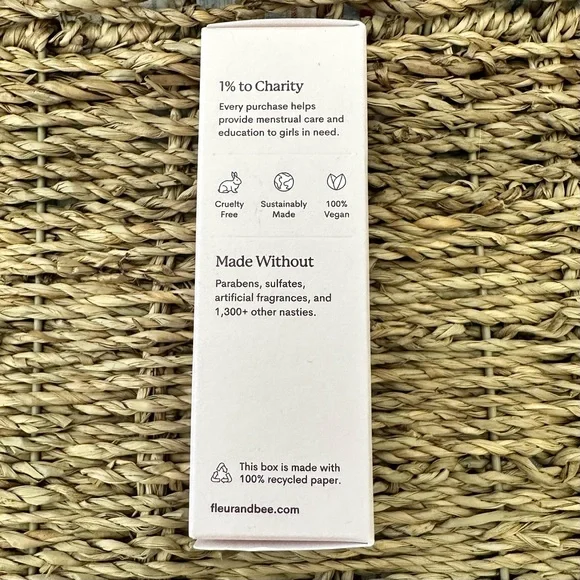 1% to Charity
Every purchase helps
provide menstrual care and
education to girls in need.
Cruelty
Free
Sustainably
Made
100%
Vegan
Made Without
Parabens, sulfates,
artificial fragrances, and
1,300+ other nasties.
This box is made with
100% recycled paper.
fleurandbee.com